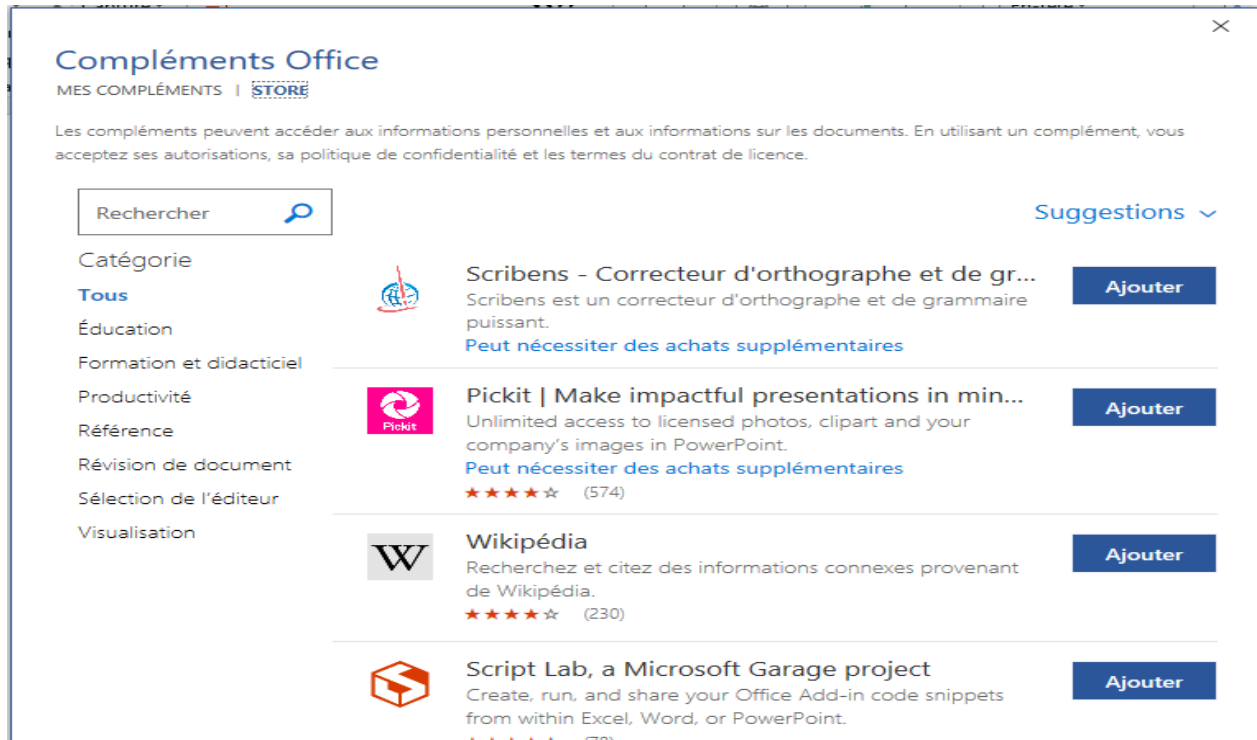 Compléments Office
MES COMPLÉMENTS | STORE
Les compléments peuvent accéder aux informations personnelles et aux informations sur les documents. En utilisant un complément, vous
acceptez ses autorisations, sa politique de confidentialité et les termes du contrat de licence.
Rechercher
Suggestions
Catégorie
Tous
Éducation
Formation et didacticiel
Productivité
Référence
Révision de document
Sélection de l'éditeur
Visualisation
Scribens - Correcteur d'orthographe et de gr...
Scribens est un correcteur d'orthographe et de grammaire
puissant.
Peut nécessiter des achats supplémentaires
Ajouter
Pickit
Pickit | Make impactful presentations in min...
Unlimited access to licensed photos, clipart and your
company's images in PowerPoint.
Peut nécessiter des achats supplémentaires
(574)
Ajouter
W
Wikipédia
Recherchez et citez des informations connexes provenant
de Wikipédia.
(230)
Ajouter
Script Lab, a Microsoft Garage project
Create, run, and share your Office Add-in code snippets
from within Excel, Word, or PowerPoint.
Ajouter